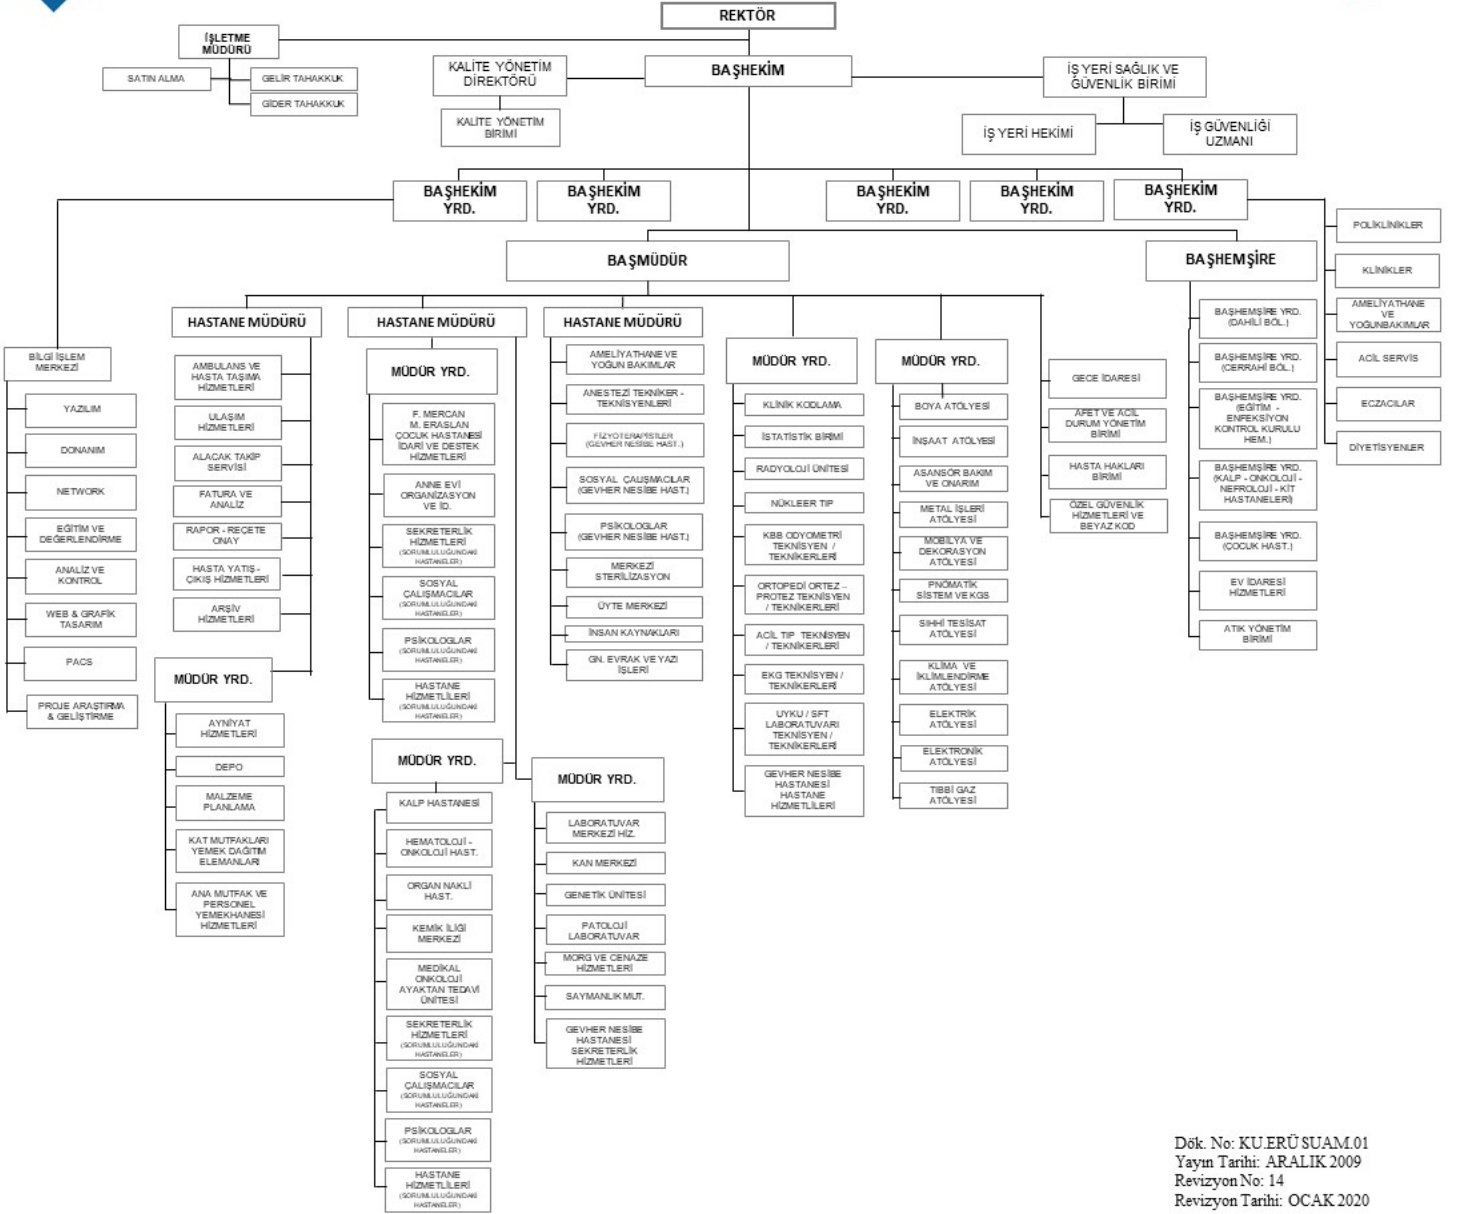 REKTÖR
İŞLETME
MÜDÜRÜ
SATIN ALMA
GELİR TAHAKKUK
GİDER TAHAKKUK
KALİTE YÖNETİM
DİREKTÖRÜ
KALİTE YÖNETİM
BİRİMİ
BAŞHEKİM
İŞ YERİ SAĞLIK VE
GÜVENLİK BİRİMİ
İŞ YERİ HEKİMİ
İŞ GÜVENLİĞİ
UZMANI
BAŞHEKİM
YRD.
BAŞHEKİM
YRD.
BAŞHEKİM
YRD.
BAŞHEKİM
YRD.
BAŞHEKİM
YRD.
POLİKLİNİKLER
KLİNİKLER
AMELİYATHANE
VE
YOĞUNBAKIMLAR
ACİL SERVİS
ECZACILAR
DİYETİSYENLER
BAŞMÜDÜR
BAŞHEMŞİRE
BAŞHEMŞİRE YRD.
(DAHİLİ BÖL.)
BAŞHEMŞİRE YRD.
(CERRAHİ BÖL.)
BAŞHEMŞİRE YRD.
(EĞİTİM -
ENFEKSİYON
KONTROL KURULU
HEM.)
BAŞHEMŞİRE YRD.
(KALP - ONKOLOJİ -
NEFROLOJİ - KİT
HASTANELERİ)
BAŞHEMŞİRE YRD.
(ÇOCUK HAST.)
EV İDARESİ
HİZMETLERİ
ATIK YÖNETİM
BİRİMİ
BİLGİ İŞLEM
MERKEZİ
YAZILIM
DONANIM
NETWORK
EĞİTİM VE
DEĞERLENDİRME
ANALİZ VE
KONTROL
WEB & GRAFİK
TASARIM
PACS
PROJE ARAŞTIRMA
& GELİŞTİRME
HASTANE MÜDÜRÜ
AMBULANS VE
HASTA TAŞIMA
HİZMETLERİ
ULAŞIM
HİZMETLERİ
ALACAK TAKİP
SERVİSİ
FATURA VE
ANALİZ
RAPOR - REÇETE
ONAY
HASTA YATIŞ -
ÇIKIŞ HİZMETLERİ
ARŞİV
HİZMETLERİ
MÜDÜR YRD.
AYNİYAT
HİZMETLERİ
DEPO
MALZEME
PLANLAMA
KAT MUTFAKLARI
YEMEK DAĞITIM
ELEMANLARI
ANA MUTFAK VE
PERSONEL
YEMEKHANESİ
HİZMETLERİ
HASTANE MÜDÜRÜ
MÜDÜR YRD.
F. MERCAN
M. ERASLAN
ÇOCUK HASTANESİ
İDARİ VE DESTEK
HİZMETLERİ
ANNE EVİ
ORGANİZASYON
VE İD.
SEKRETERLİK
HİZMETLERİ
(SORUMLULUĞUNDAKİ
HASTANELER)
SOSYAL
ÇALIŞMACILAR
(SORUMLULUĞUNDAKİ
HASTANELER)
PSİKOLOGLAR
(SORUMLULUĞUNDAKİ
HASTANELER)
HASTANE
HİZMETLİLERİ
(SORUMLULUĞUNDAKİ
HASTANELER)
MÜDÜR YRD.
KALP HASTANESİ
HEMATOLOJİ -
ONKOLOJİ HAST.
ORGAN NAKLİ
HAST.
KEMİK İLİĞİ
MERKEZİ
MEDİKAL
ONKOLOJİ
AYAKTAN TEDAVİ
ÜNİTESİ
SEKRETERLİK
HİZMETLERİ
(SORUMLULUĞUNDAKİ
HASTANELER)
SOSYAL
ÇALIŞMACILAR
(SORUMLULUĞUNDAKİ
HASTANELER)
PSİKOLOGLAR
(SORUMLULUĞUNDAKİ
HASTANELER)
HASTANE
HİZMETLİLERİ
(SORUMLULUĞUNDAKİ
HASTANELER)
MÜDÜR YRD.
LABORATUVAR
MERKEZİ HİZ.
KAN MERKEZİ
GENETİK ÜNİTESİ
PATOLOJİ
LABORATUVAR
MORG VE CENAZE
HİZMETLERİ
SAYMANLIK MUT.
GEVHER NESİBE
HASTANESİ
SEKRETERLİK
HİZMETLERİ
HASTANE MÜDÜRÜ
AMELİYATHANE VE
YOĞUN BAKIMLAR
ANESTEZİ TEKNİKER -
TEKNİSYENLERİ
FİZYOTERAPİSTLER
(GEVHER NESİBE HAST.)
SOSYAL ÇALIŞMACILAR
(GEVHER NESİBE HAST.)
PSİKOLOGLAR
(GEVHER NESİBE HAST.)
MERKEZİ
STERİLİZASYON
ÜYTE MERKEZİ
İNSAN KAYNAKLARI
GN. EVRAK VE YAZI
İŞLERİ
MÜDÜR YRD.
KLİNİK KODLAMA
İSTATİSTİK BİRİMİ
RADYOLOJİ ÜNİTESİ
NÜKLEER TIP
KBB ODYOMETRİ
TEKNİSYEN /
TEKNİKERLERİ
ORTOPEDİ ORTEZ –
PROTEZ TEKNİSYEN
/ TEKNİKERLERİ
ACİL TIP TEKNİSYEN
/ TEKNİKERLERİ
EKG TEKNİSYEN /
TEKNİKERLERİ
UYKU / SFT
LABORATUVARI
TEKNİSYEN /
TEKNİKERLERİ
GEVHER NESİBE
HASTANESİ
HASTANE
HİZMETLİLERİ
MÜDÜR YRD.
BOYA ATÖLYESİ
İNŞAAT ATÖLYESİ
ASANSÖR BAKIM
VE ONARIM
METAL İŞLERİ
ATÖLYESİ
MOBİLYA VE
DEKORASYON
ATÖLYESİ
PNÖMATİK
SİSTEM VE KGS
SIHHİ TESİSAT
ATÖLYESİ
KLİMA VE
İKLİMLENDİRME
ATÖLYESİ
ELEKTRİK
ATÖLYESİ
ELEKTRONİK
ATÖLYESİ
TIBBİ GAZ
ATÖLYESİ
GECE İDARESİ
AFET VE ACİL
DURUM YÖNETİM
BİRİMİ
HASTA HAKLARI
BİRİMİ
ÖZEL GÜVENLİK
HİZMETLERİ VE
BEYAZ KOD
Dök. No: KU.ERÜ SUAM.01
Yayın Tarihi: ARALIK 2009
Revizyon No: 14
Revizyon Tarihi: OCAK 2020